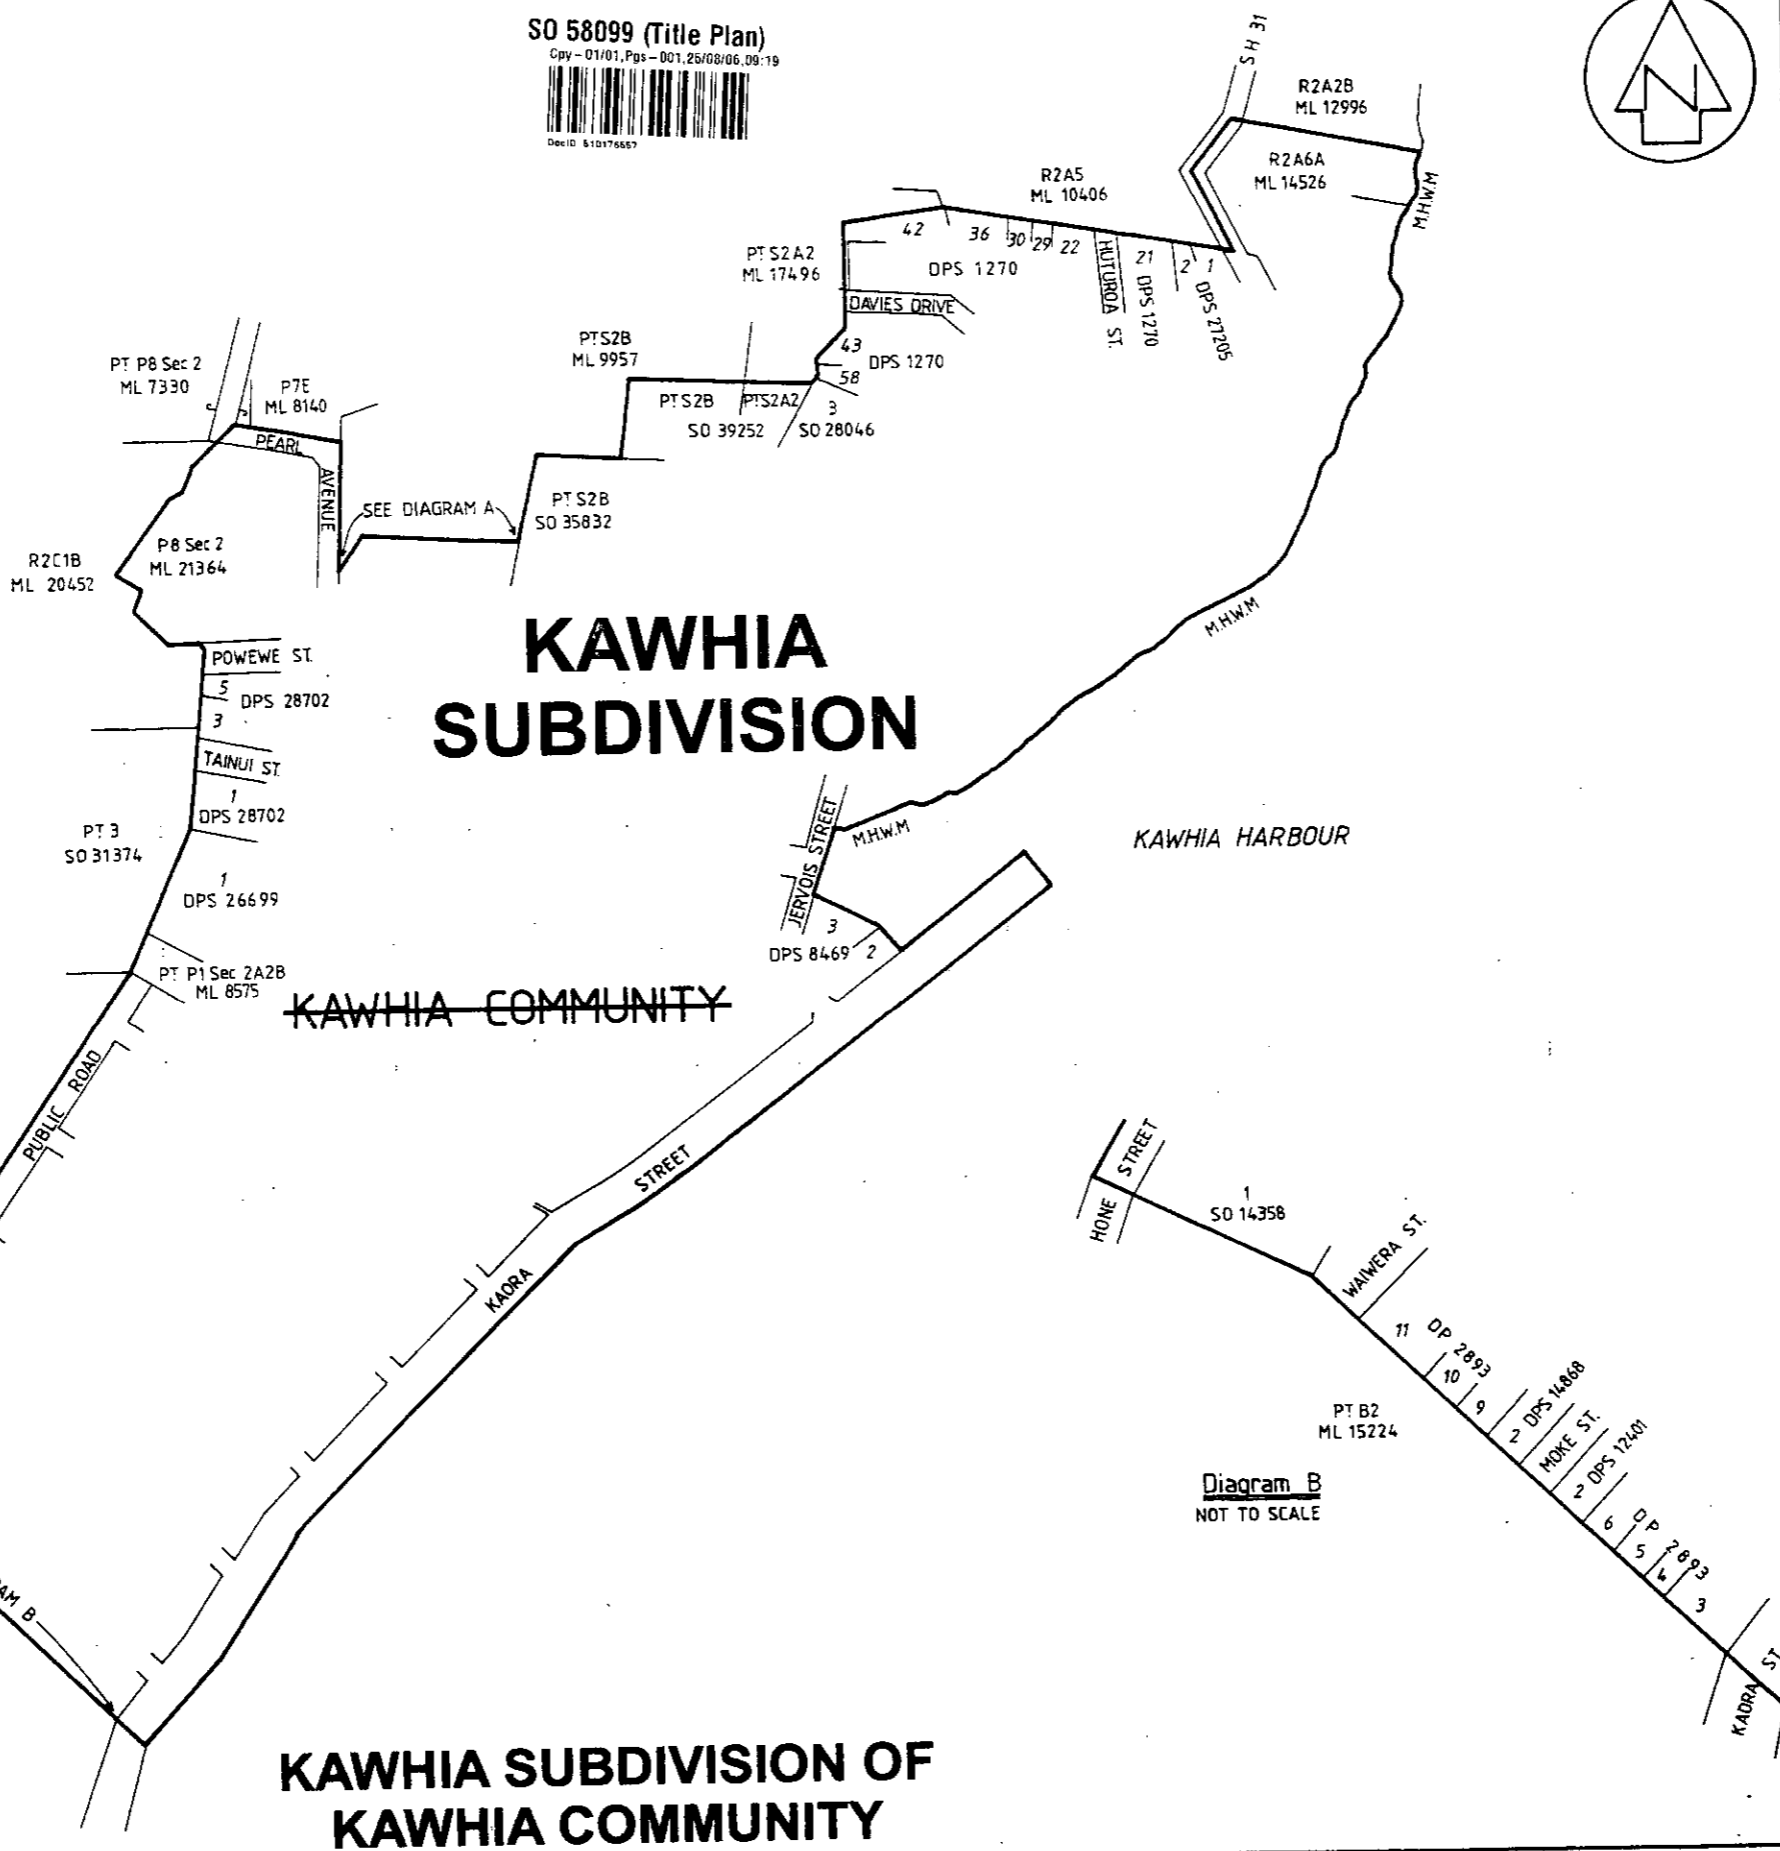 SO 58099 (Title Plan)
Cpy - 01/01, Pgs - 001, 25/08/06, 09:19
DocID 510176657
N
SH 31
R2A2B
ML 12996
R2A6A
ML 14526
M.H.W.M
R2A5
ML 10406
42
36
30
29
22
HUTUROA ST.
21
DPS 1270
2
1
DPS 27205
PT S2A2
ML 17496
DPS 1270
DAVIES DRIVE
43
DPS 1270
58
PT S2B
ML 9957
PT S2B
PT S2A2
SO 39252
3
SO 28046
PT P8 Sec 2
ML 7330
P7E
ML 8140
PEARL
AVENUE
SEE DIAGRAM A
PT S2B
SO 35832
R2C1B
ML 20452
P8 Sec 2
ML 21364
KAWHIA
SUBDIVISION
M.H.W.M
POWEWE ST.
5
DPS 28702
3
TAINUI ST.
1
DPS 28702
PT 3
SO 31374
1
DPS 26699
PT P1 Sec 2A2B
ML 8575
JERVOIS STREET
M.H.W.M
KAWHIA HARBOUR
3
DPS 8469
2
KAWHIA COMMUNITY
PUBLIC ROAD
STREET
KAORA
HONE STREET
1
SO 14358
WAIWERA ST.
11
DP 2893
10
9
2
DPS 14868
MOKE ST.
2
DPS 12401
6
DP 2893
5
4
3
KAORA ST
PT B2
ML 15224
Diagram B
NOT TO SCALE
AM B
KAWHIA SUBDIVISION OF
KAWHIA COMMUNITY